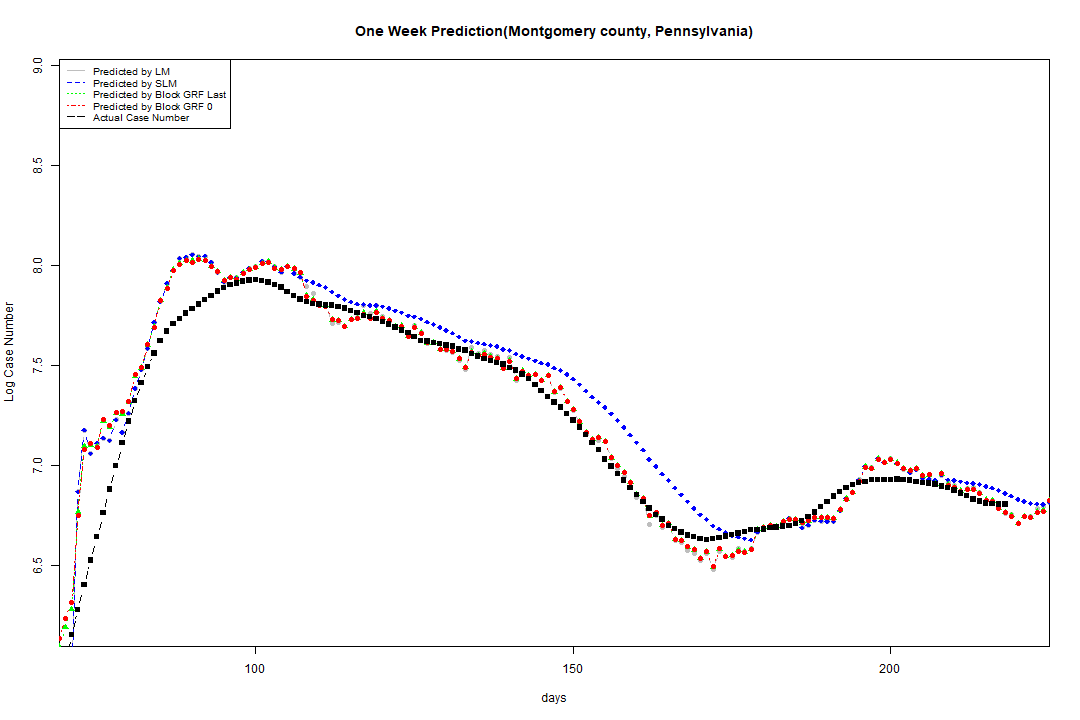 One Week Prediction(Montgomery county, Pennsylvania)
Predicted by LM
Predicted by SLM
Predicted by Block GRF Last
Predicted by Block GRF 0
Actual Case Number
9.0
8.5
8.0
7.5
7.0
6.5
Log Case Number
100
150
200
days